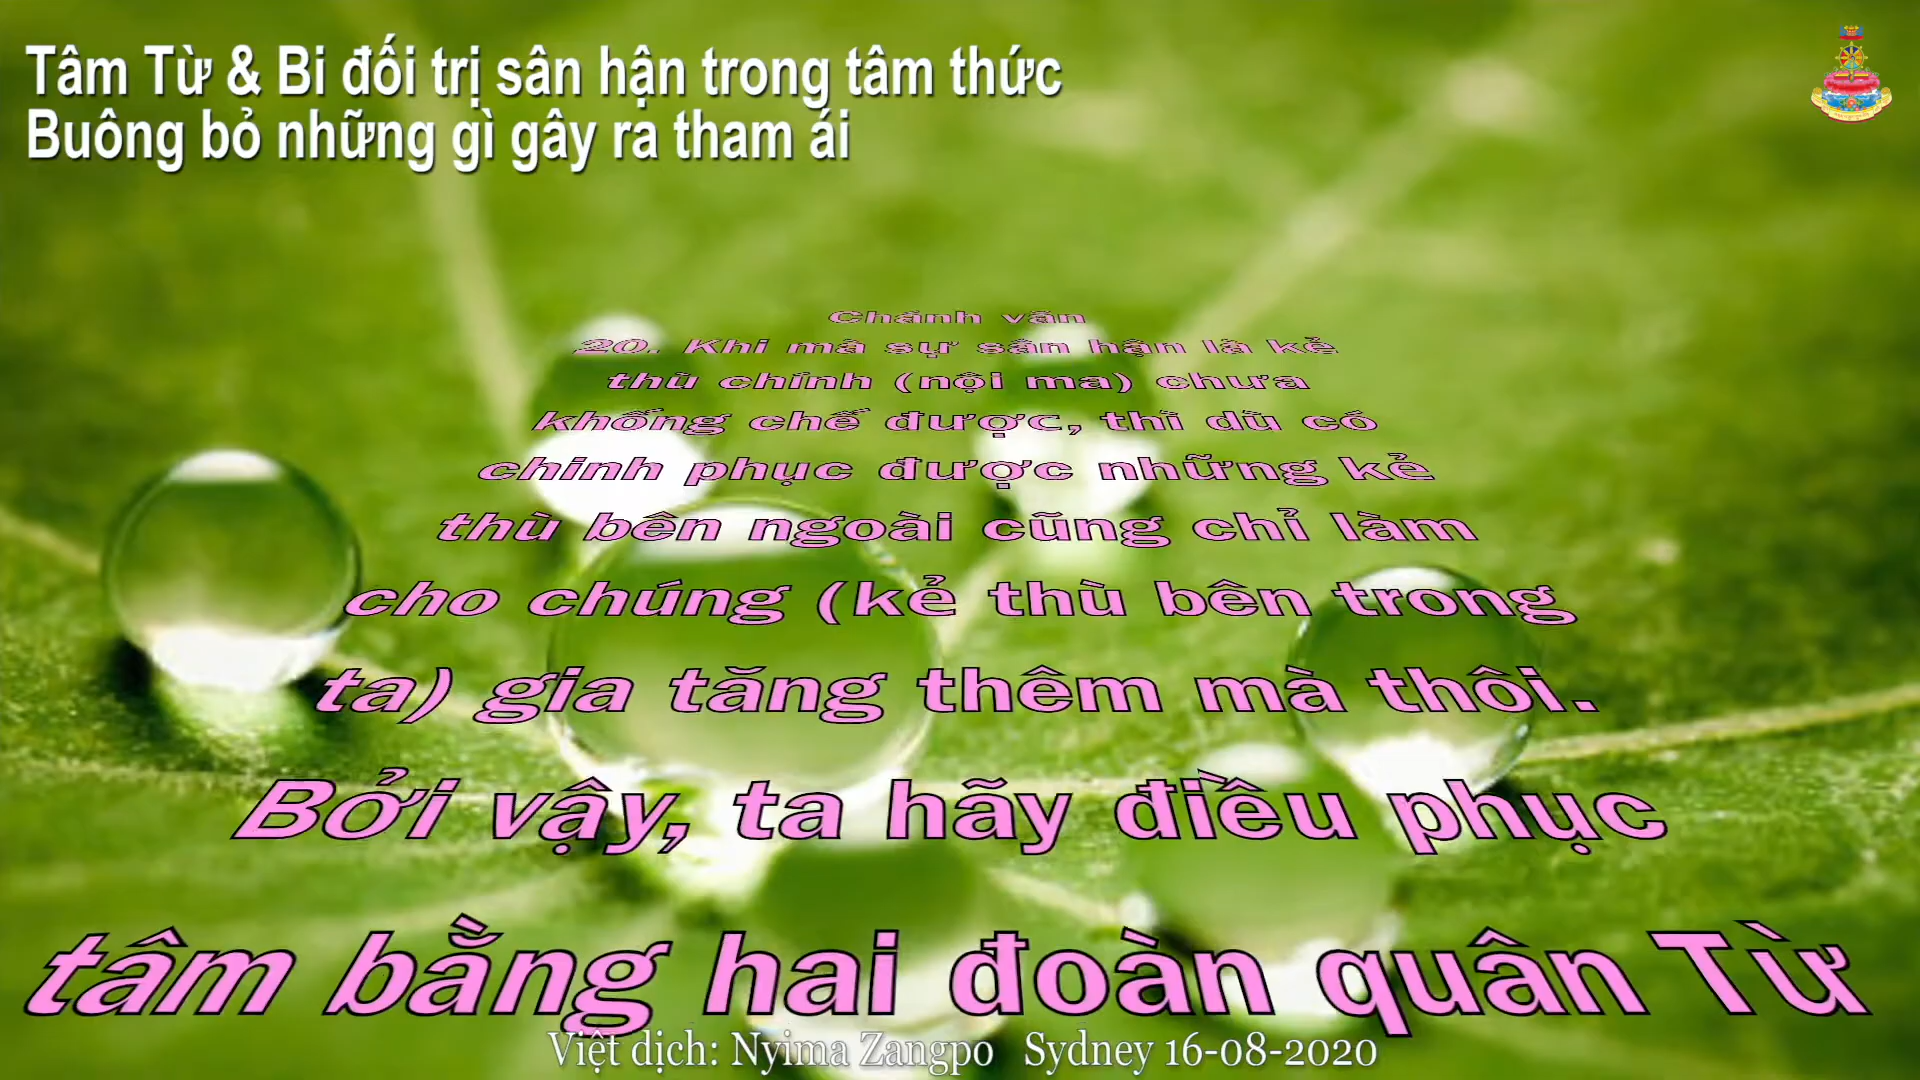 Tâm Từ & Bi đối trị sân hận trong tâm thức
Buông bỏ những gì gây ra tham ái
Chánh văn
20. Khi mà sự sân hận là kẻ
thù chính (nội ma) chưa
khống chế được, thì dù có
chinh phục được những kẻ
thù bên ngoài cũng chỉ làm
cho chúng (kẻ thù bên trong
ta) gia tăng thêm mà thôi.
Bởi vậy, ta hãy điều phục
tâm bằng hai đoàn quân Từ
Việt dịch: Nyima Zangpo Sydney 16-08-2020